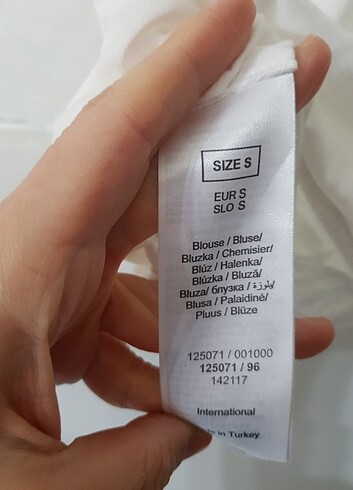 SIZE S
EUR S
SLO S
Blouse / Bluse/
Bluzka / Chemisier/
Blúz / Halenka/
Blúzka / Bluză/
Bluza/ блузка / بلوزة/
Blusa / Palaidinė/
Pluus / Blūze
125071 / 001000
125071 / 96
142117
International
in Turkey